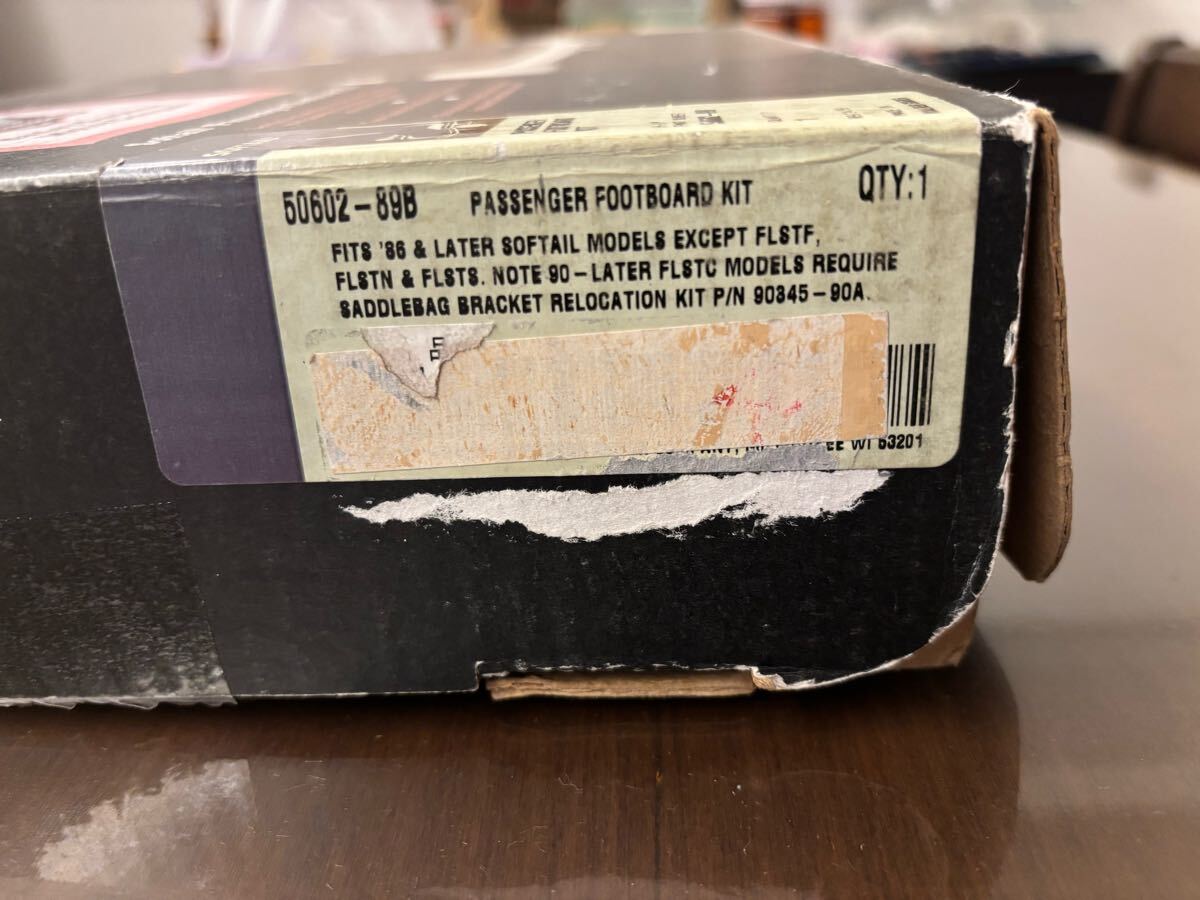 50602-89B PASSENGER FOOTBOARD KIT QTY:1
FITS '86 & LATER SOFTAIL MODELS EXCEPT FLSTF,
FLSTN & FLSTS. NOTE 90-LATER FLSTC MODELS REQUIRE
SADDLEBAG BRACKET RELOCATION KIT P/N 90345-90A.
WI 53201